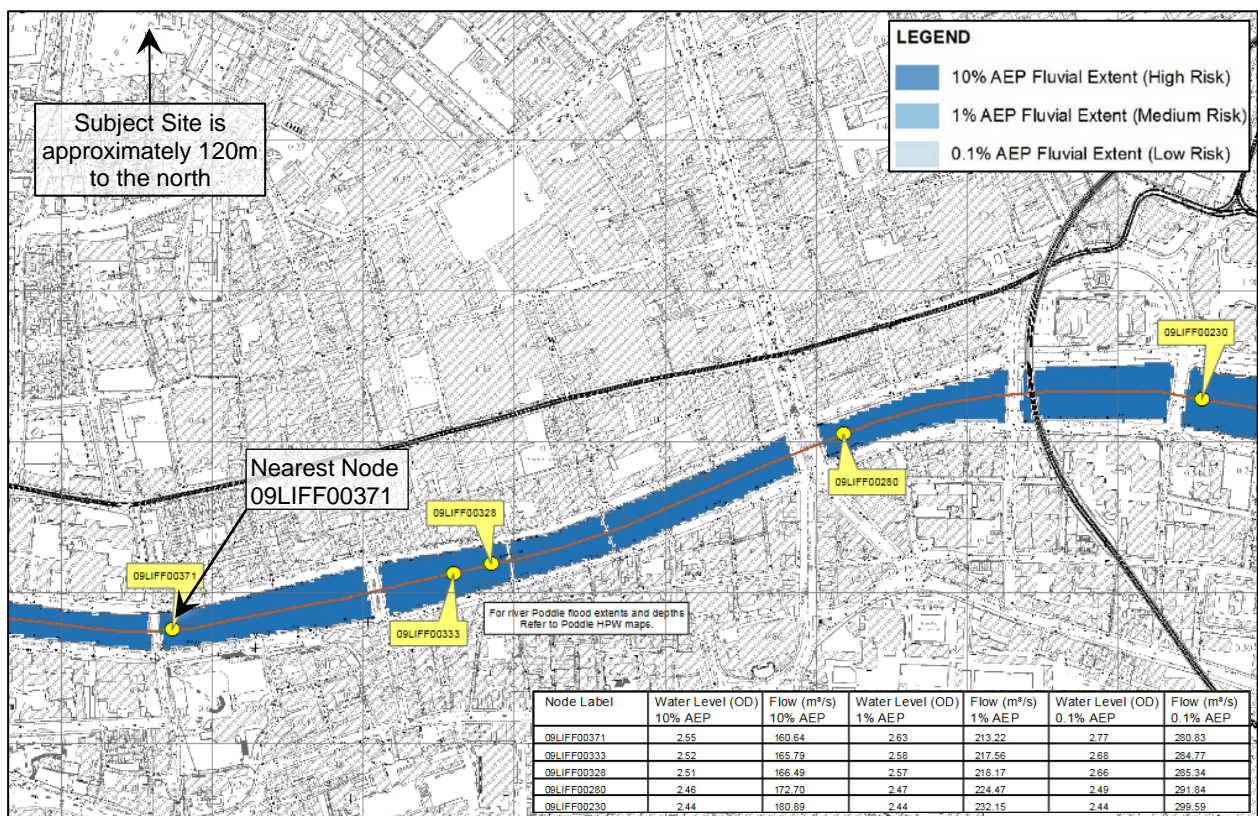 LEGEND
10% AEP Fluvial Extent (High Risk)
1% AEP Fluvial Extent (Medium Risk)
0.1% AEP Fluvial Extent (Low Risk)
Subject Site is
approximately 120m
to the north
09LIFF00230
Nearest Node
09LIFF00371
09LIFF00280
09LIFF00328
09LIFF00371
09LIFF00333
For river Poddle flood extents and depths
Refer to Poddle HPW maps.
Node Label Water Level (OD) Flow (m³/s) Water Level (OD) Flow (m³/s) Water Level (OD) Flow (m³/s)
10% AEP 10% AEP 1% AEP 1% AEP 0.1% AEP 0.1% AEP
09LIFF00371 2.55 160.64 2.63 213.22 2.77 280.83
09LIFF00333 2.52 165.79 2.58 217.56 2.68 284.77
09LIFF00328 2.51 166.49 2.57 218.17 2.66 285.34
09LIFF00280 2.46 172.70 2.47 224.47 2.49 291.84
09LIFF00230 2.44 180.89 2.44 232.15 2.44 299.59